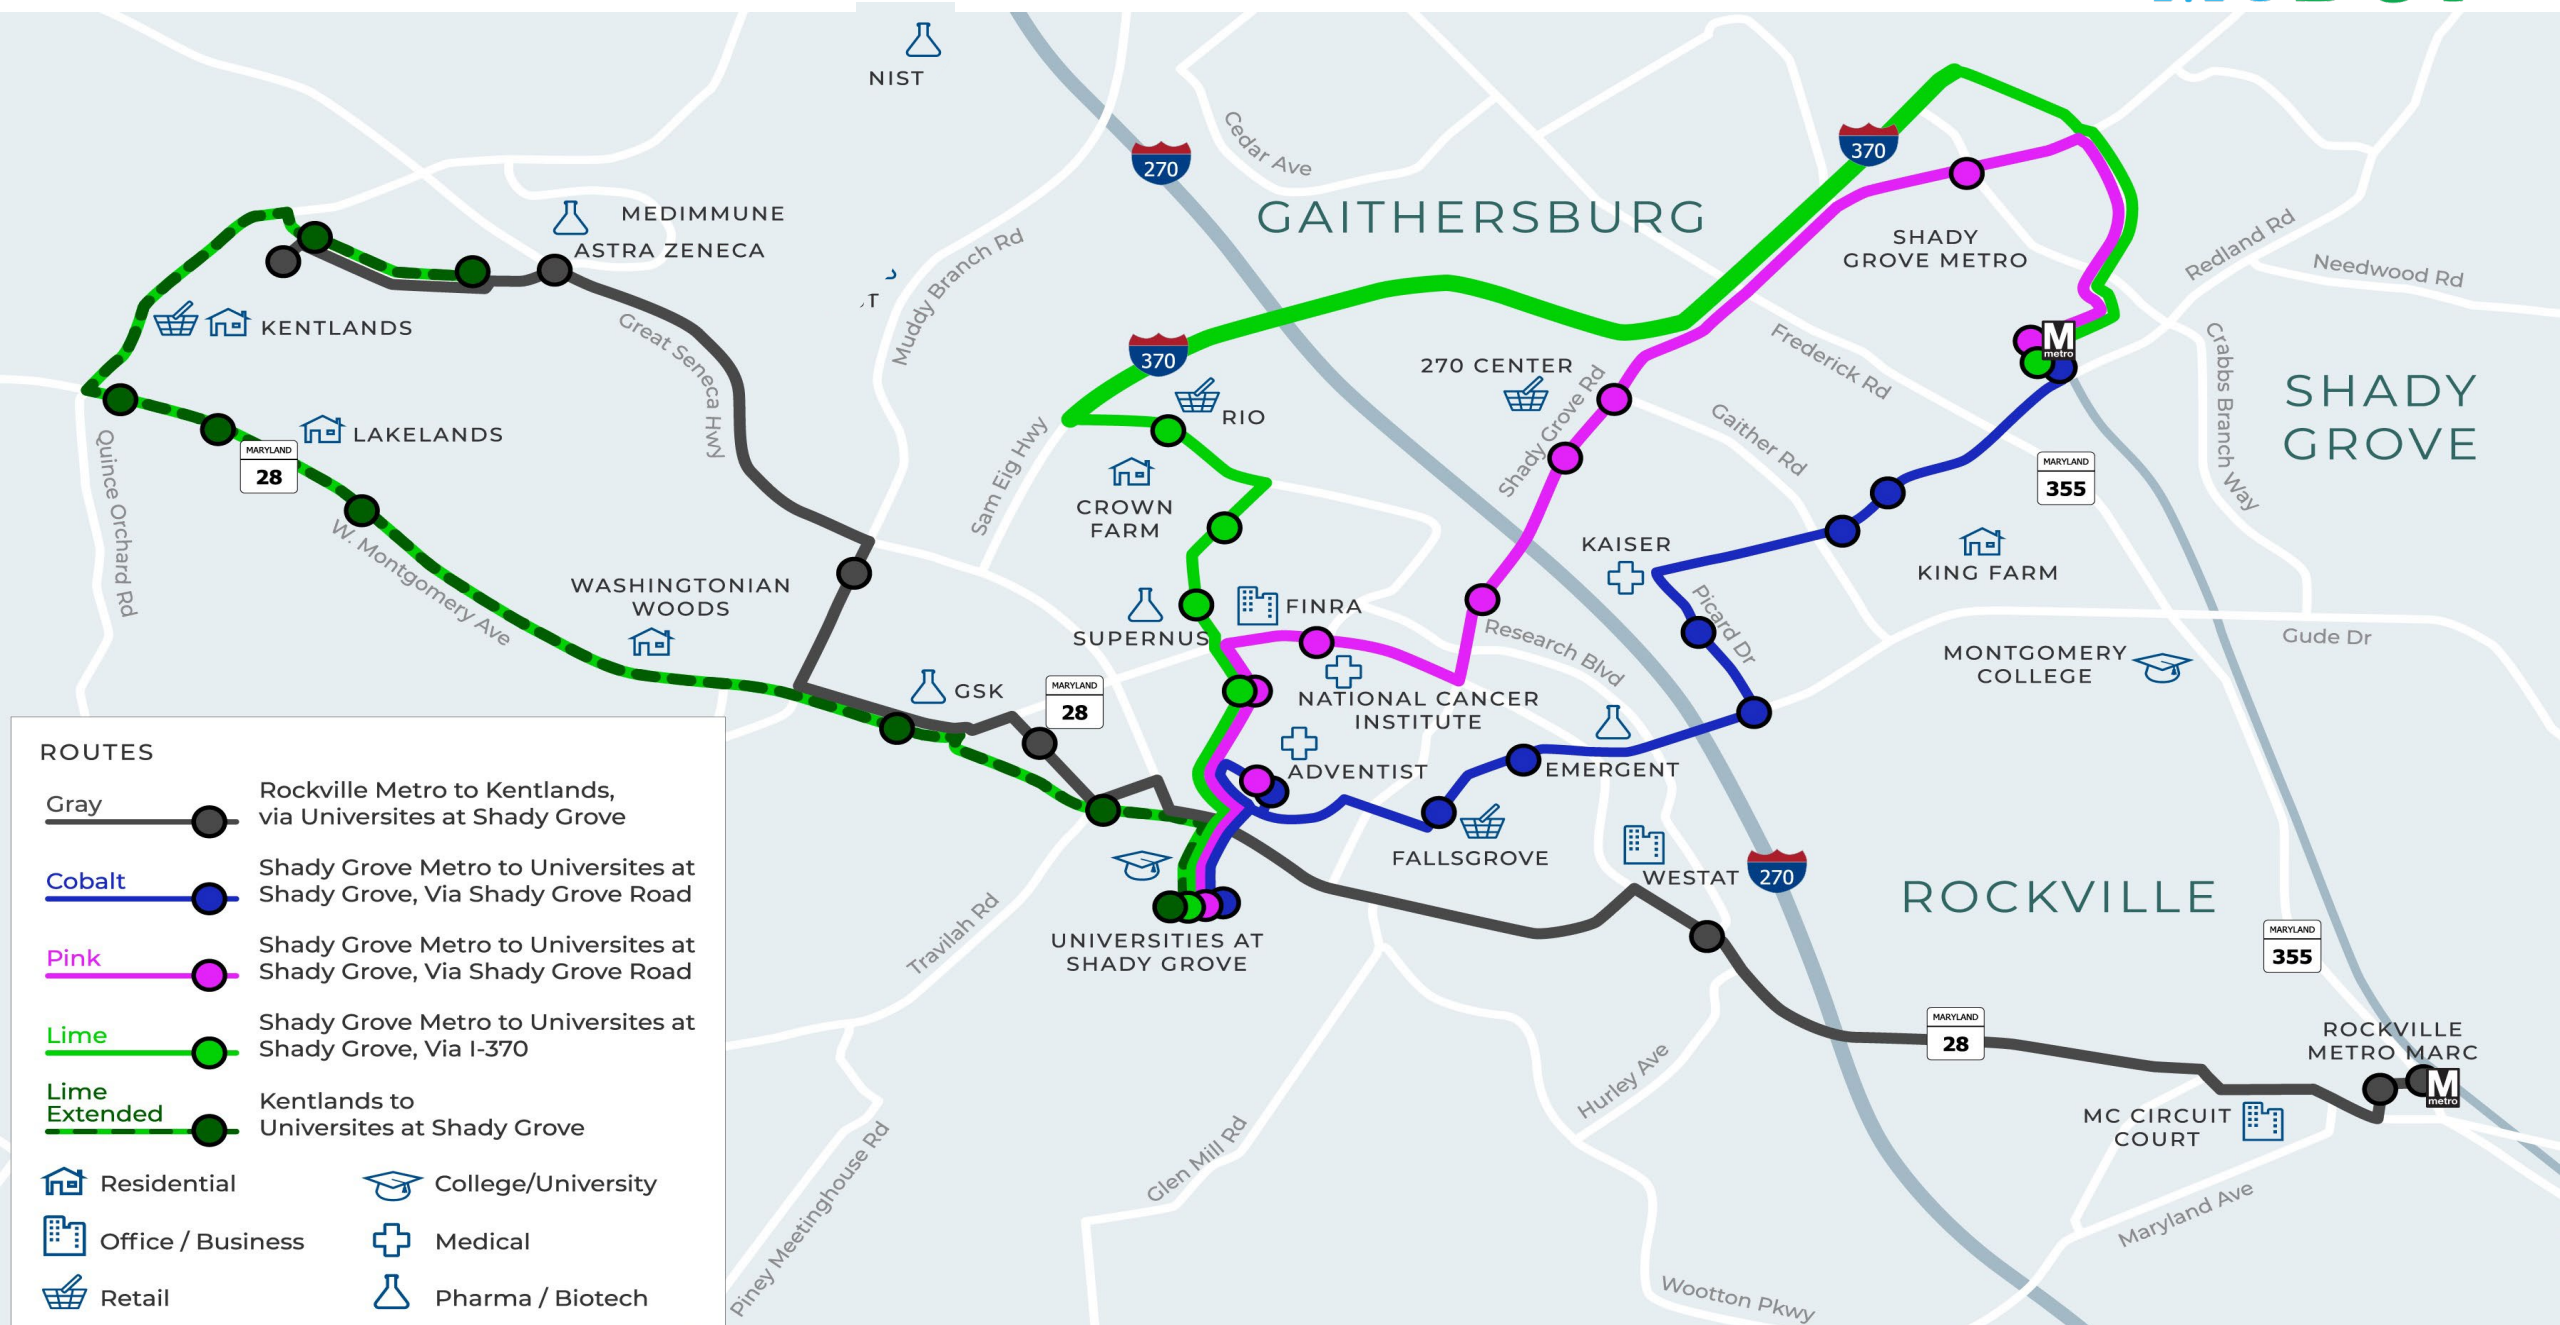 NIST
270
Cedar Ave
370
GAITHERSBURG
MEDIMMUNE
ASTRA ZENECA
Muddy Branch Rd
SHADY
GROVE METRO
Redland Rd
Needwood Rd
KENTLANDS
Great Seneca Hwy
370
RIO
270 CENTER
Shady Grove Rd
Frederick Rd
M
metro
Crabbs Branch Way
SHADY
GROVE
Gaither Rd
LAKELANDS
MARYLAND
28
Quince Orchard Rd
Sam Eig Hwy
CROWN
FARM
MARYLAND
355
W. Montgomery Ave
WASHINGTONIAN
WOODS
KAISER
KING FARM
Picard Dr
SUPERNUS
FINRA
Research Blvd
Gude Dr
MONTGOMERY
COLLEGE
GSK
MARYLAND
28
NATIONAL CANCER
INSTITUTE
ADVENTIST
EMERGENT
FALLSGROVE
WESTAT
270
ROCKVILLE
UNIVERSITIES AT
SHADY GROVE
Travilah Rd
MARYLAND
355
MARYLAND
28
ROCKVILLE
METRO MARC
M
metro
MC CIRCUIT
COURT
Hurley Ave
Glen Mill Rd
Piney Meetinghouse Rd
Maryland Ave
Wootton Pkwy
ROUTES
Gray
Rockville Metro to Kentlands,
via Universites at Shady Grove
Cobalt
Shady Grove Metro to Universites at
Shady Grove, Via Shady Grove Road
Pink
Shady Grove Metro to Universites at
Shady Grove, Via Shady Grove Road
Lime
Shady Grove Metro to Universites at
Shady Grove, Via I-370
Lime
Extended
Kentlands to
Universites at Shady Grove
Residential
College/University
Office / Business
Medical
Retail
Pharma / Biotech